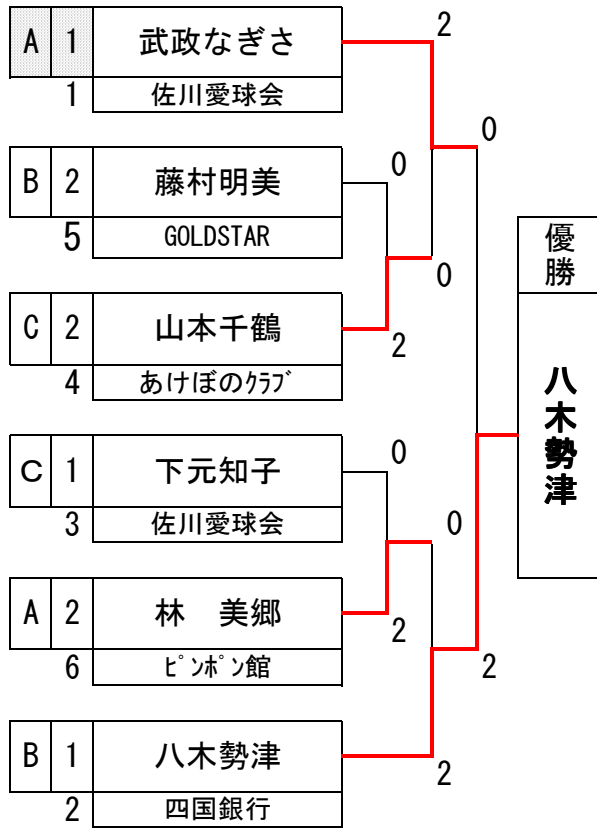 A 1 武政なぎさ
1 佐川愛球会
2
0
B 2 藤村明美
5 GOLDSTAR
0
0
C 2 山本千鶴
4 あけぼのｸﾗﾌﾞ
2
優勝
八木勢津
C 1 下元知子
3 佐川愛球会
0
0
A 2 林　美郷
6 ﾋﾟﾝﾎﾟﾝ館
2
2
B 1 八木勢津
2 四国銀行
2